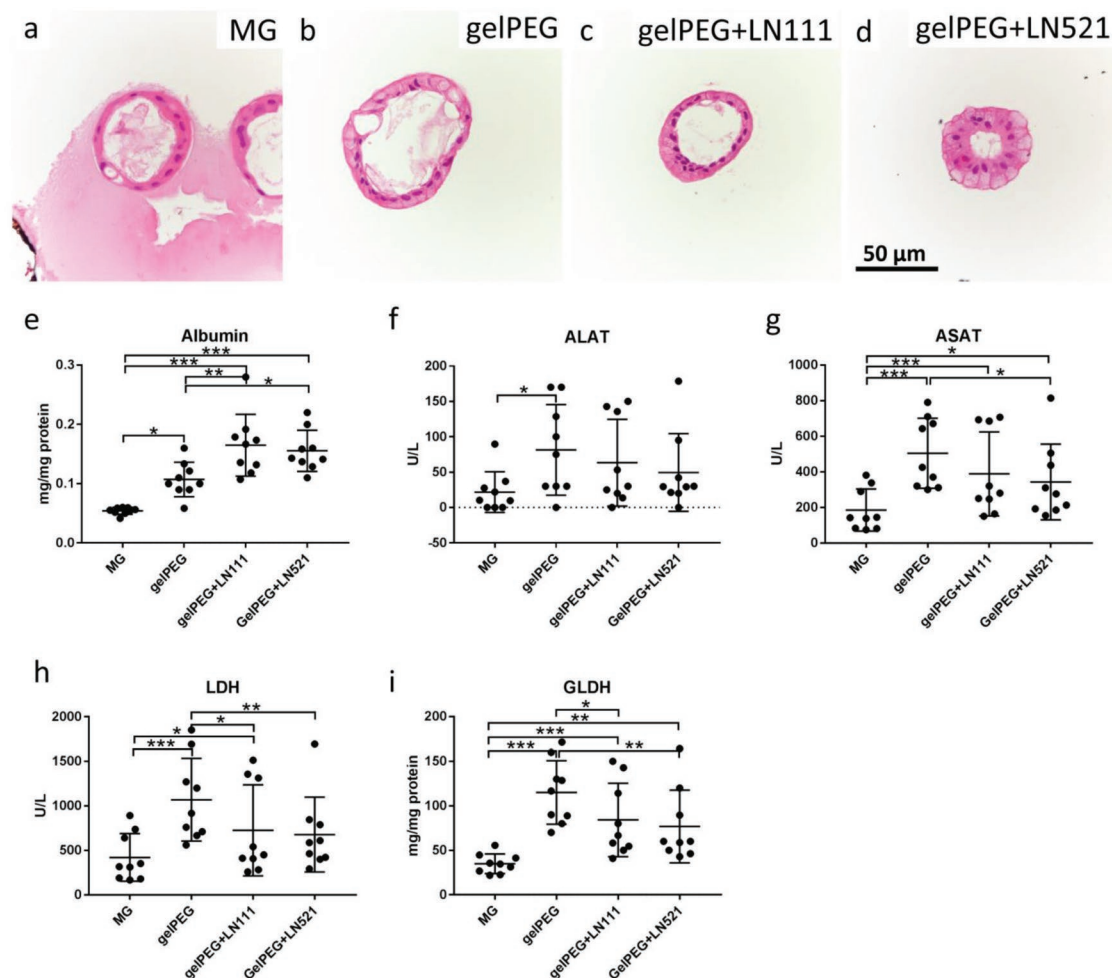 a MG b gelPEG c gelPEG+LN111 d gelPEG+LN521
50 µm
e f g
Albumin ALAT ASAT
*** * 
*** ***
** * *** *
*
mg/mg protein
0.3
0.2
0.1
0.0
MG gelPEG gelPEG+LN111 GelPEG+LN521
U/L
200
150
100
50
0
-50
MG gelPEG gelPEG+LN111 GelPEG+LN521
U/L
1000
800
600
400
200
0
MG gelPEG gelPEG+LN111 GelPEG+LN521
h i
LDH GLDH
** *
* **
* ***
*** *** **
U/L
2000
1500
1000
500
0
MG gelPEG gelPEG+LN111 GelPEG+LN521
mg/mg protein
200
150
100
50
0
MG gelPEG gelPEG+LN111 GelPEG+LN521